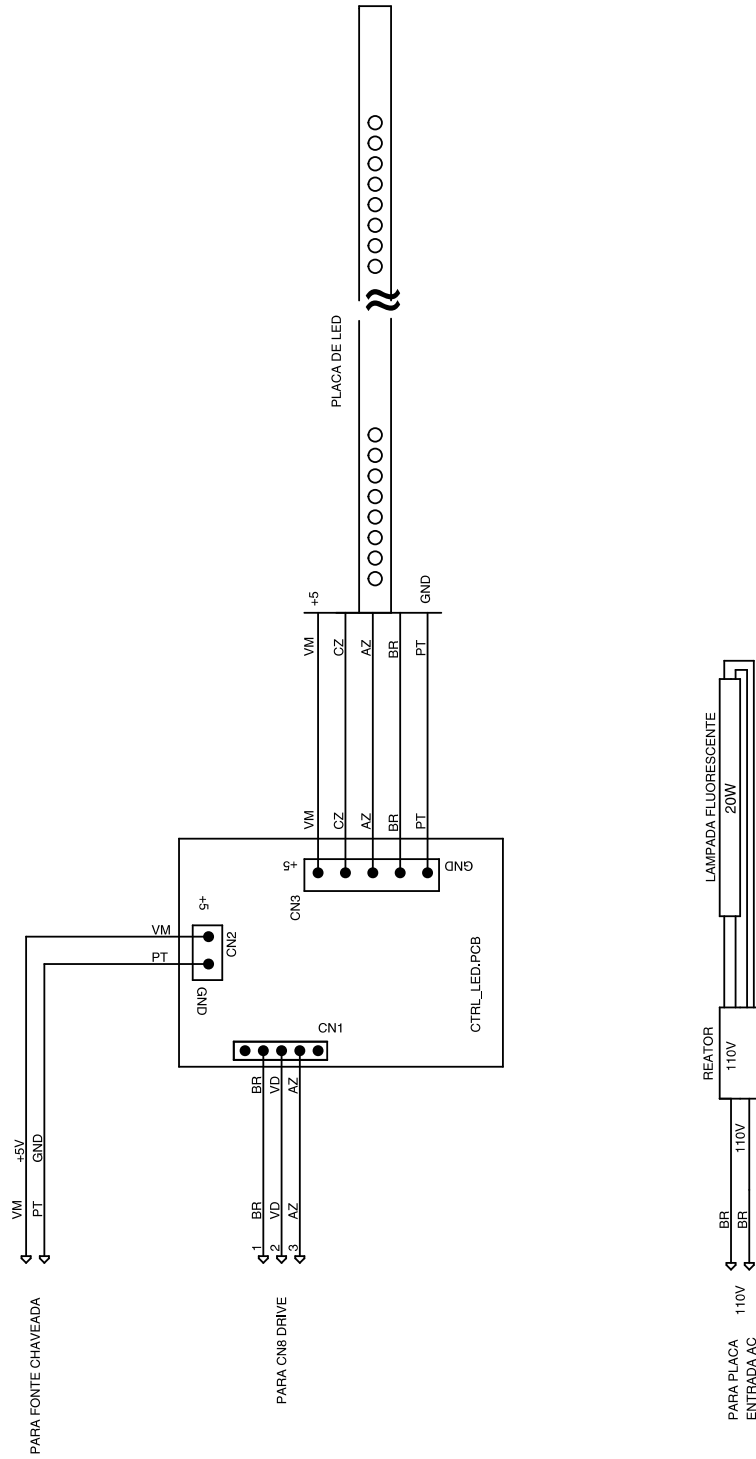 PLACA DE LED
+5
GND
VM
CZ
AZ
BR
PT
VM
CZ
AZ
BR
PT
+5
CN3
GND
+5
VM
CN2
PT
GND
CN1
CTRL_LED.PCB
BR
VD
AZ
+5V
GND
VM
PT
BR
VD
AZ
1
2
3
PARA FONTE CHAVEADA
PARA CN8 DRIVE
LAMPADA FLUORESCENTE
20W
REATOR
110V
110V
BR
BR
110V
PARA PLACA
ENTRADA AC